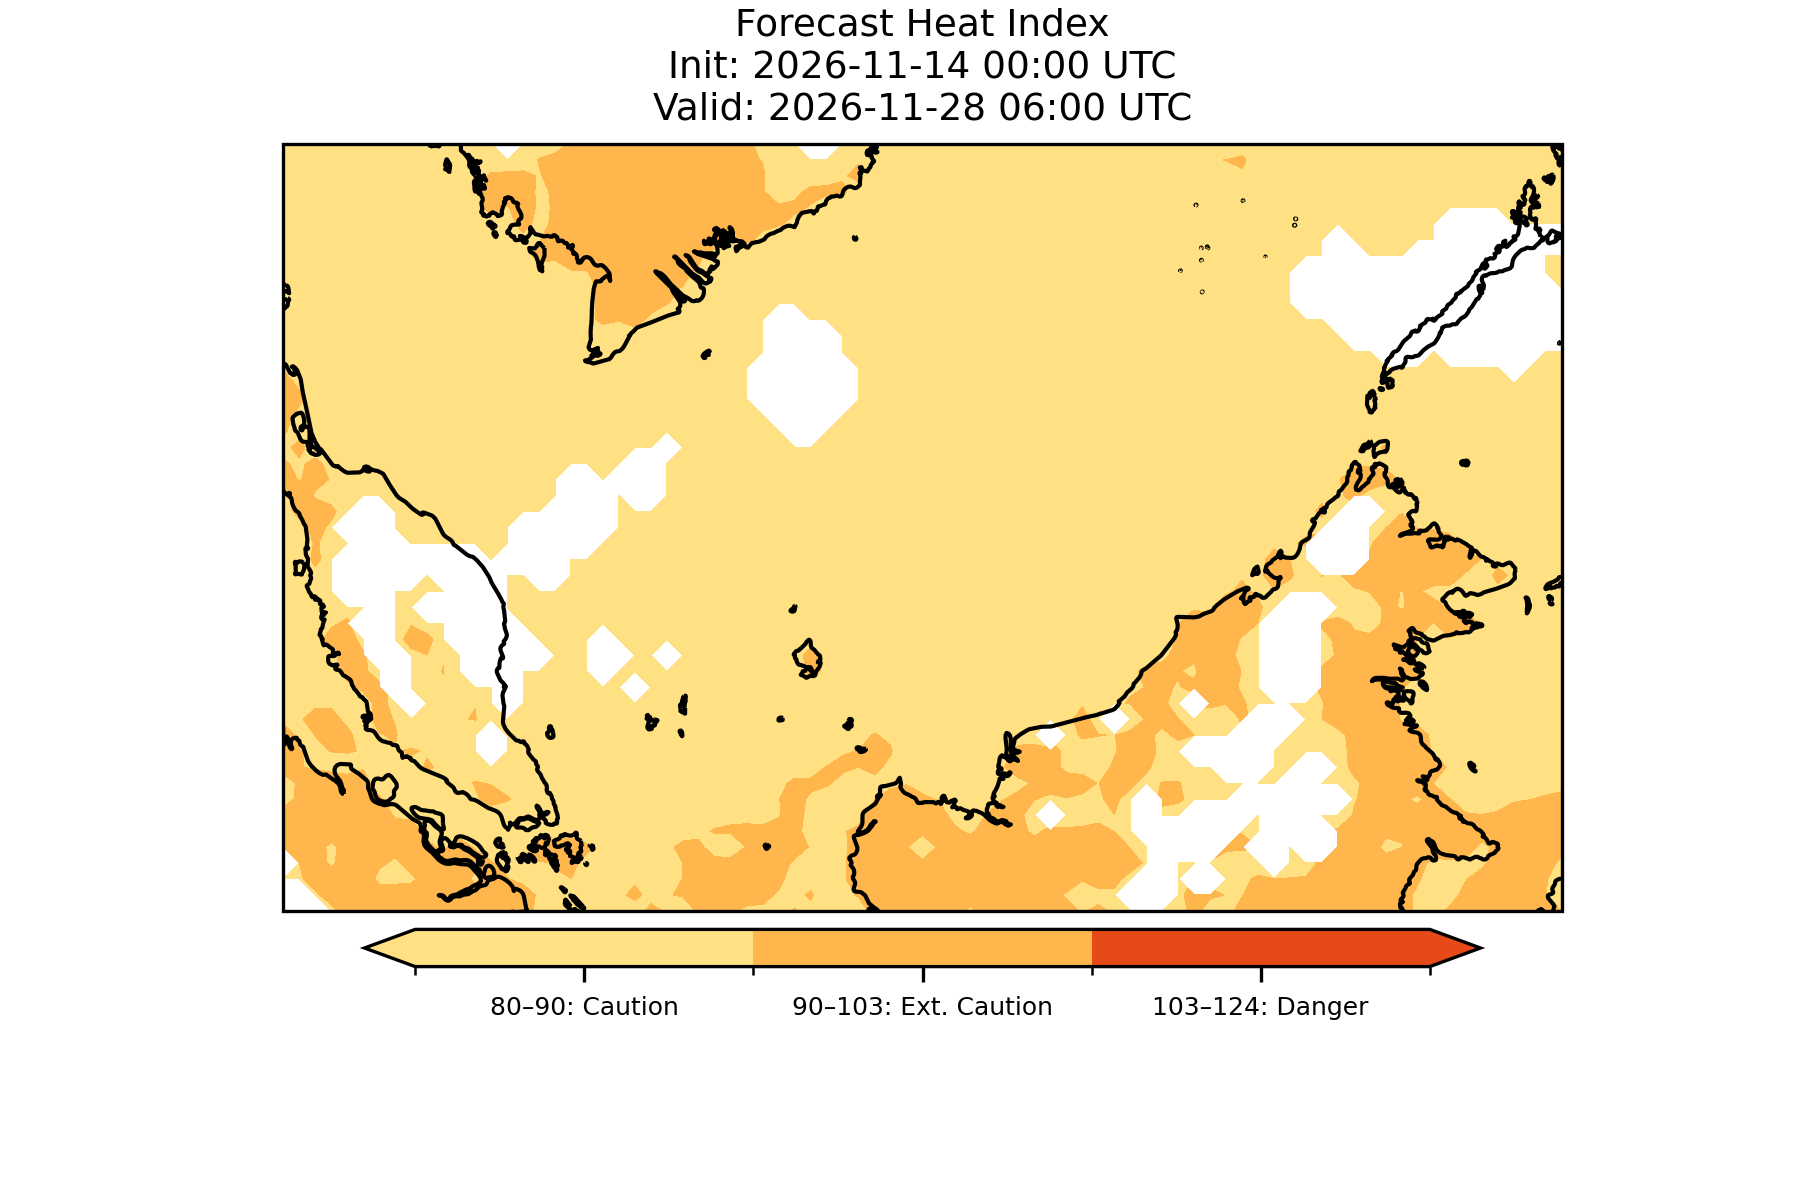 Forecast Heat Index
Init: 2026-11-14 00:00 UTC
Valid: 2026-11-28 06:00 UTC
80–90: Caution
90–103: Ext. Caution
103–124: Danger